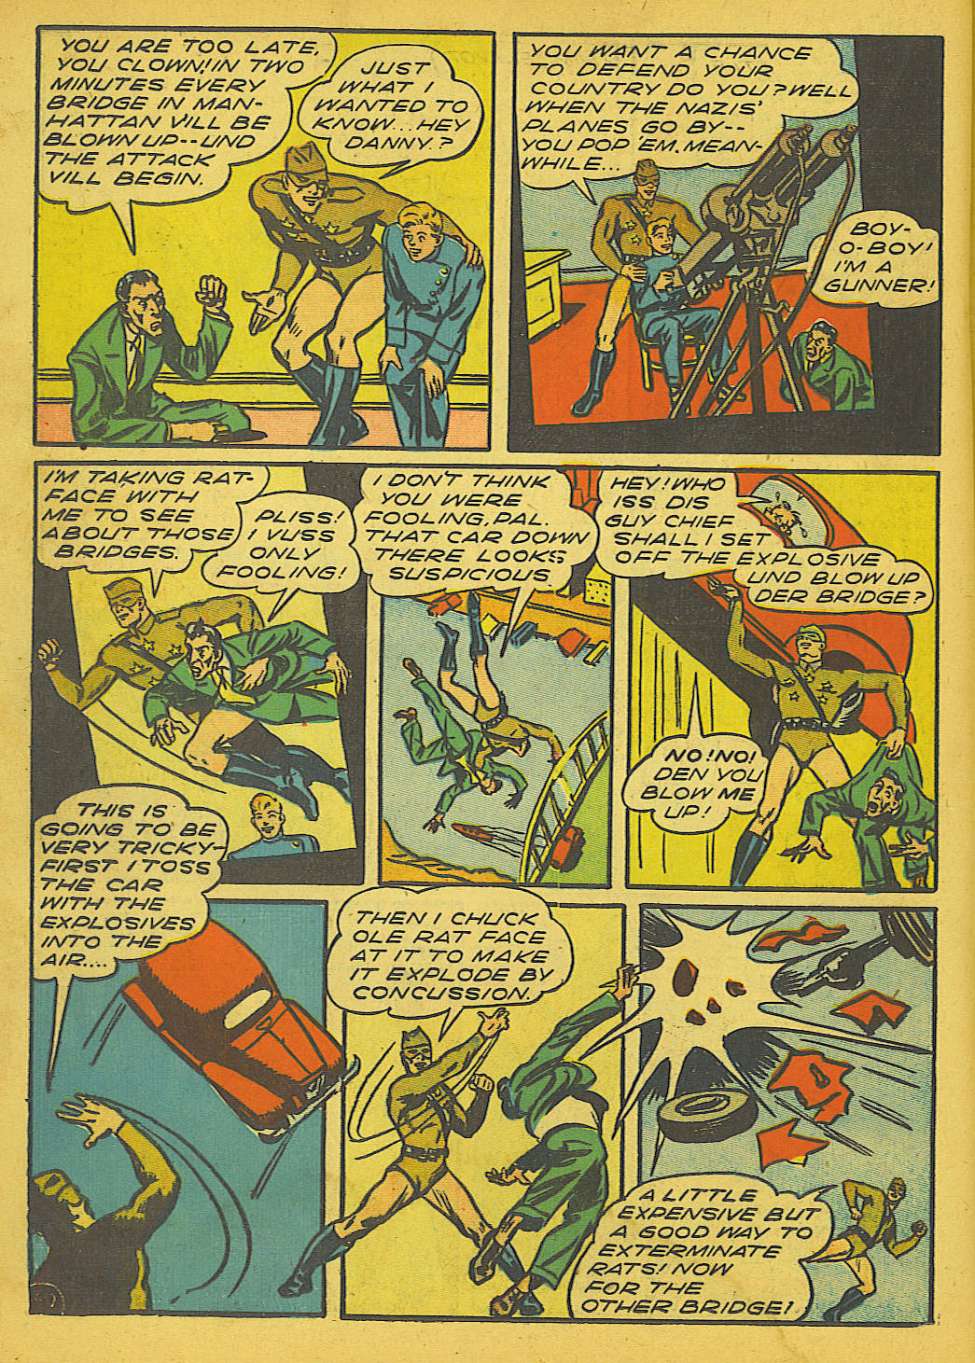 YOU ARE TOO LATE,
YOU CLOWN! IN TWO
MINUTES EVERY
BRIDGE IN MAN-
HATTAN V'ILL BE
BLOWN UP--UND
THE ATTACK
VILL BEGIN.
JUST
WHAT I
WANTED TO
KNOW...HEY
DANNY?
YOU WANT A CHANCE
TO DEFEND YOUR
COUNTRY DO YOU? WELL
WHEN THE NAZIS'
PLANES GO BY--
YOU POP 'EM. MEAN-
WHILE...
BOY-
O-BOY!
I'M A
GUNNER!
I'M TAKING RAT-
FACE WITH
ME TO SEE
ABOUT THOSE
BRIDGES.
PLISS!
I VUSS
ONLY
FOOLING!
I DON'T THINK
YOU WERE
FOOLING, PAL.
THAT CAR DOWN
THERE LOOKS
SUSPICIOUS
HEY! WHO
ISS DIS
GUY CHIEF
SHALL I SET
OFF THE EXPLOSIVE
UND BLOW UP
DER BRIDGE?
NO! NO!
DEN YOU
BLOW ME
UP!
THIS IS
GOING TO BE
VERY TRICKY-
FIRST I TOSS
THE CAR
WITH THE
EXPLOSIVES
INTO THE
AIR....
THEN I CHUCK
OLE RAT FACE
AT IT TO MAKE
IT EXPLODE BY
CONCUSSION.
A LITTLE
EXPENSIVE BUT
A GOOD WAY TO
EXTERMINATE
RATS! NOW
FOR THE
OTHER BRIDGE!